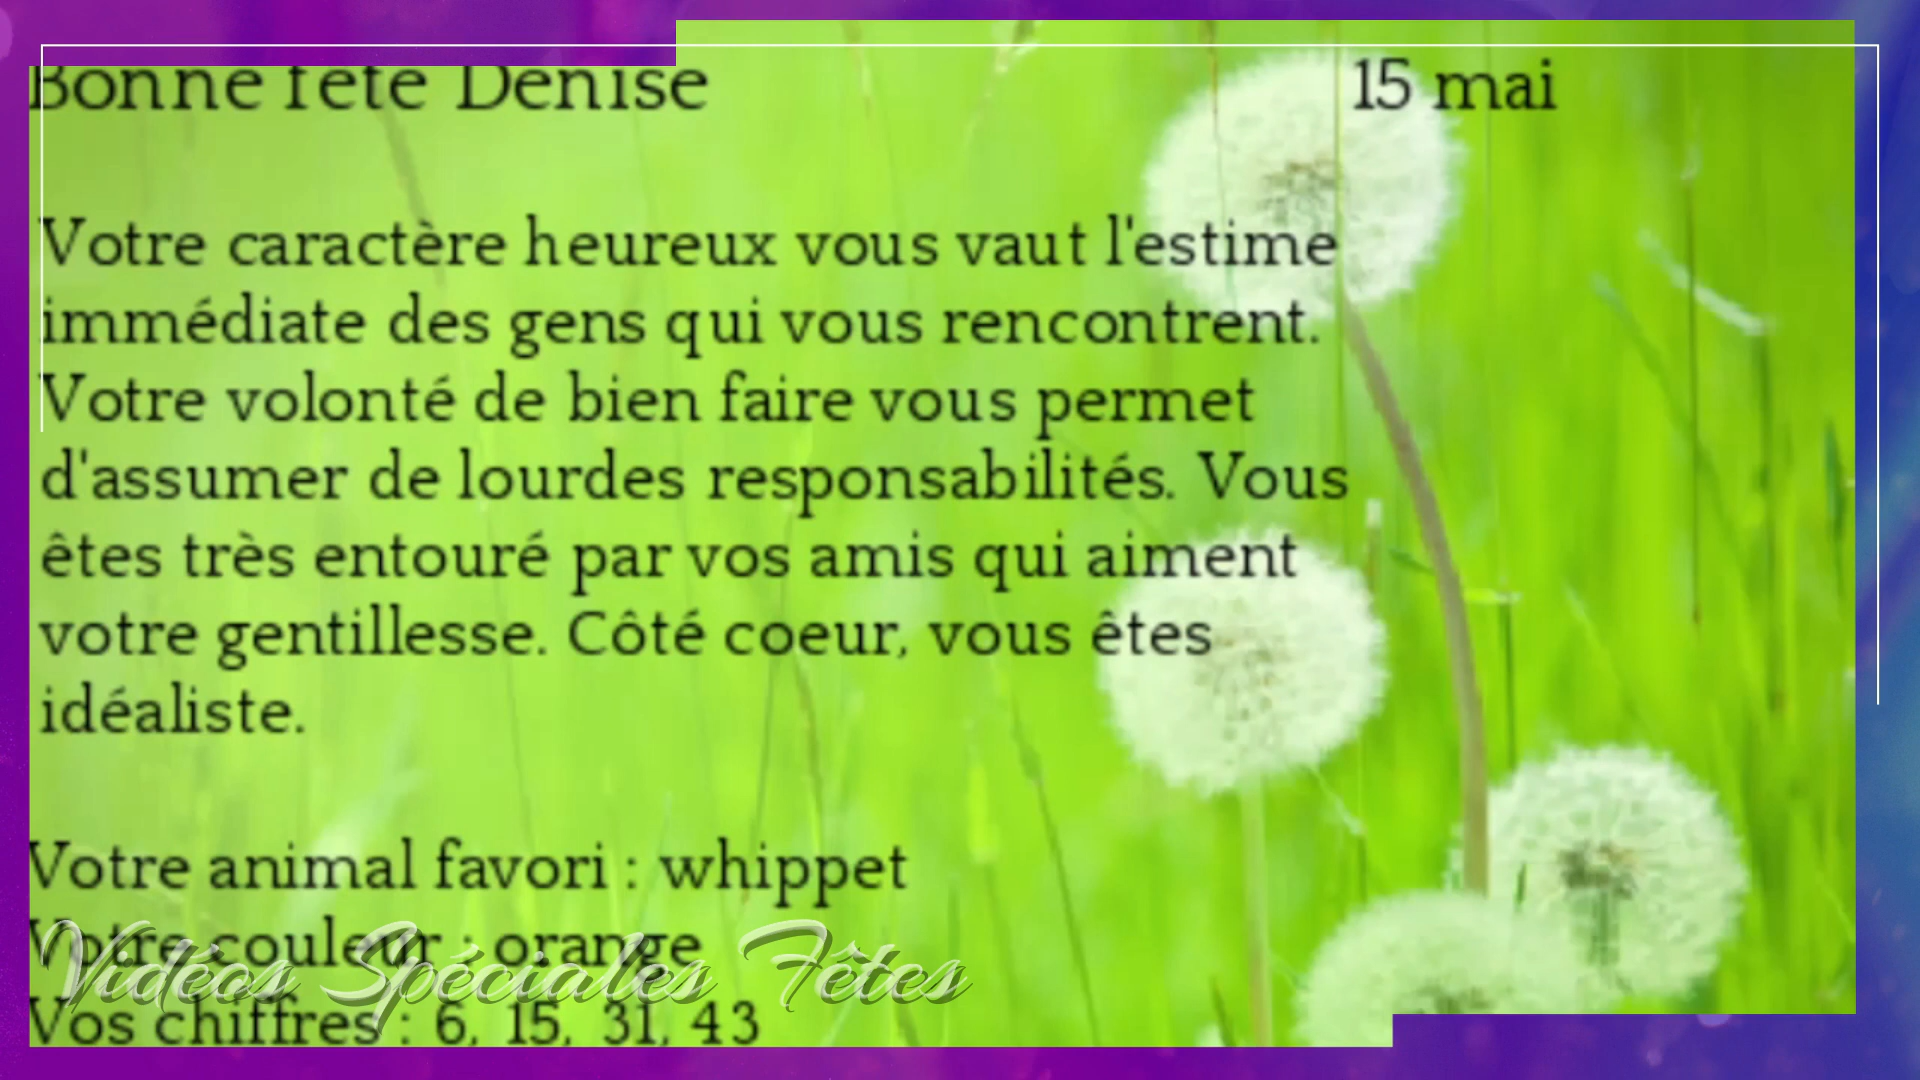 Bonne fête Denise 15 mai
Votre caractère heureux vous vaut l'estime
immédiate des gens qui vous rencontrent.
Votre volonté de bien faire vous permet
d'assumer de lourdes responsabilités. Vous
êtes très entouré par vos amis qui aiment
votre gentillesse. Côté coeur, vous êtes
idéaliste.
Votre animal favori : whippet
Votre couleur : orange
Vidéos Spéciales Fêtes
Vos chiffres : 6, 15, 31, 43